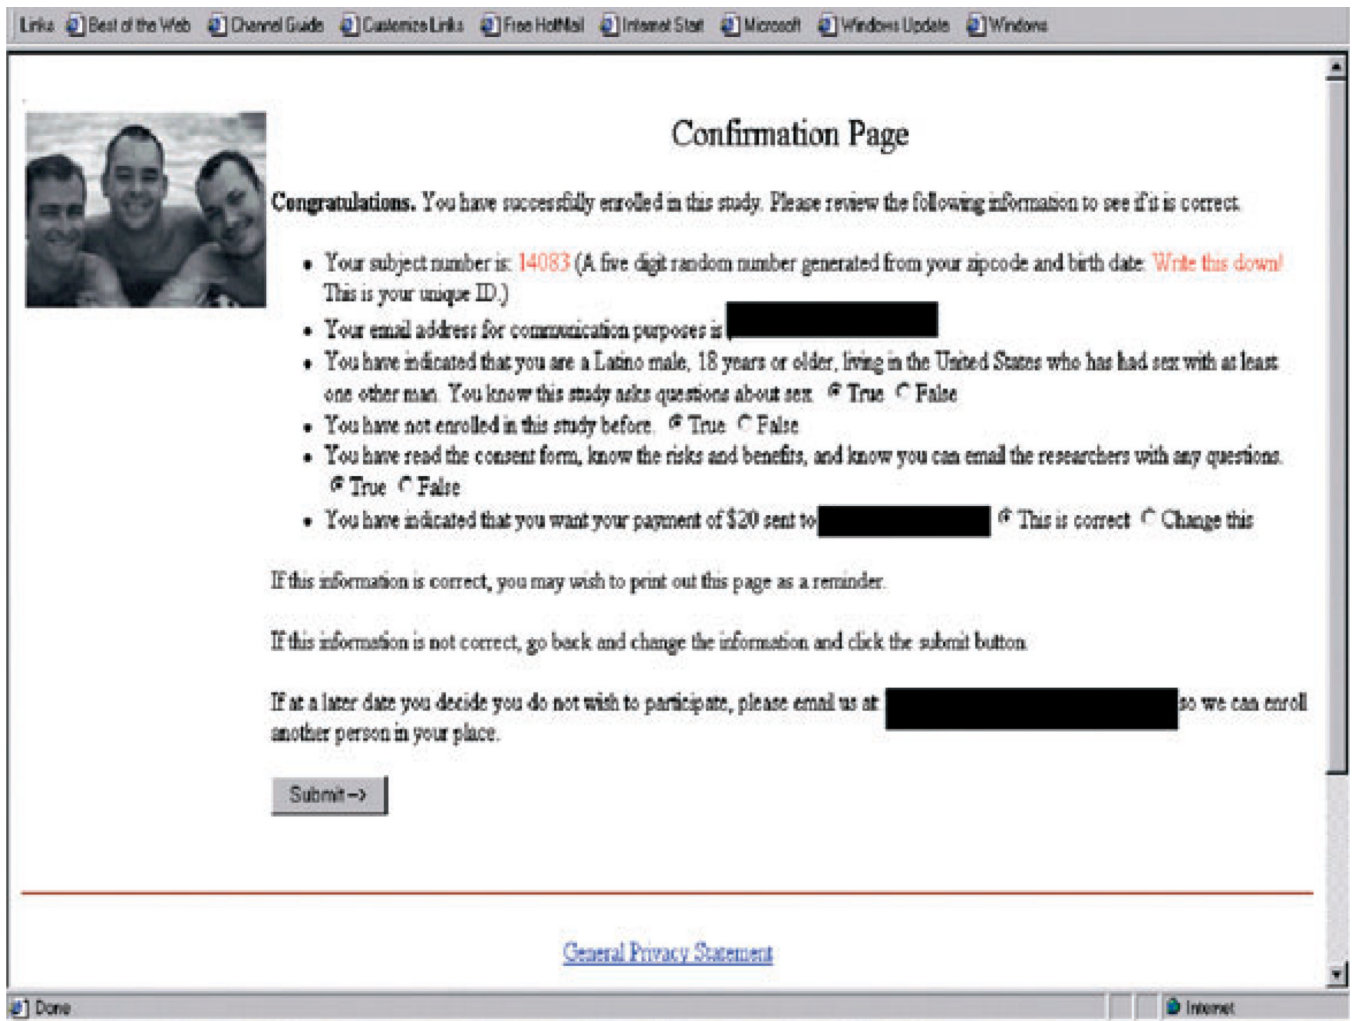 Links Best of the Web Channel Guide Customize Links Free HotMail Internet Start Microsoft Windows Update Windows
Confirmation Page
Congratulations. You have successfully enrolled in this study. Please review the following information to see if it is correct.
• Your subject number is: 14083 (A five digit random number generated from your zipcode and birth date. Write this down!
This is your unique ID.)
• Your email address for communication purposes is
• You have indicated that you are a Latino male, 18 years or older, living in the United States who has had sex with at least
one other man. You know this study asks questions about sex. True False
• You have not enrolled in this study before. True False
• You have read the consent form, know the risks and benefits, and know you can email the researchers with any questions.
True False
• You have indicated that you want your payment of $20 sent to This is correct Change this
If this information is correct, you may wish to print out this page as a reminder.
If this information is not correct, go back and change the information and click the submit button.
If at a later date you decide you do not wish to participate, please email us at so we can enroll
another person in your place.
Submit-->
General Privacy Statement
Done Internet